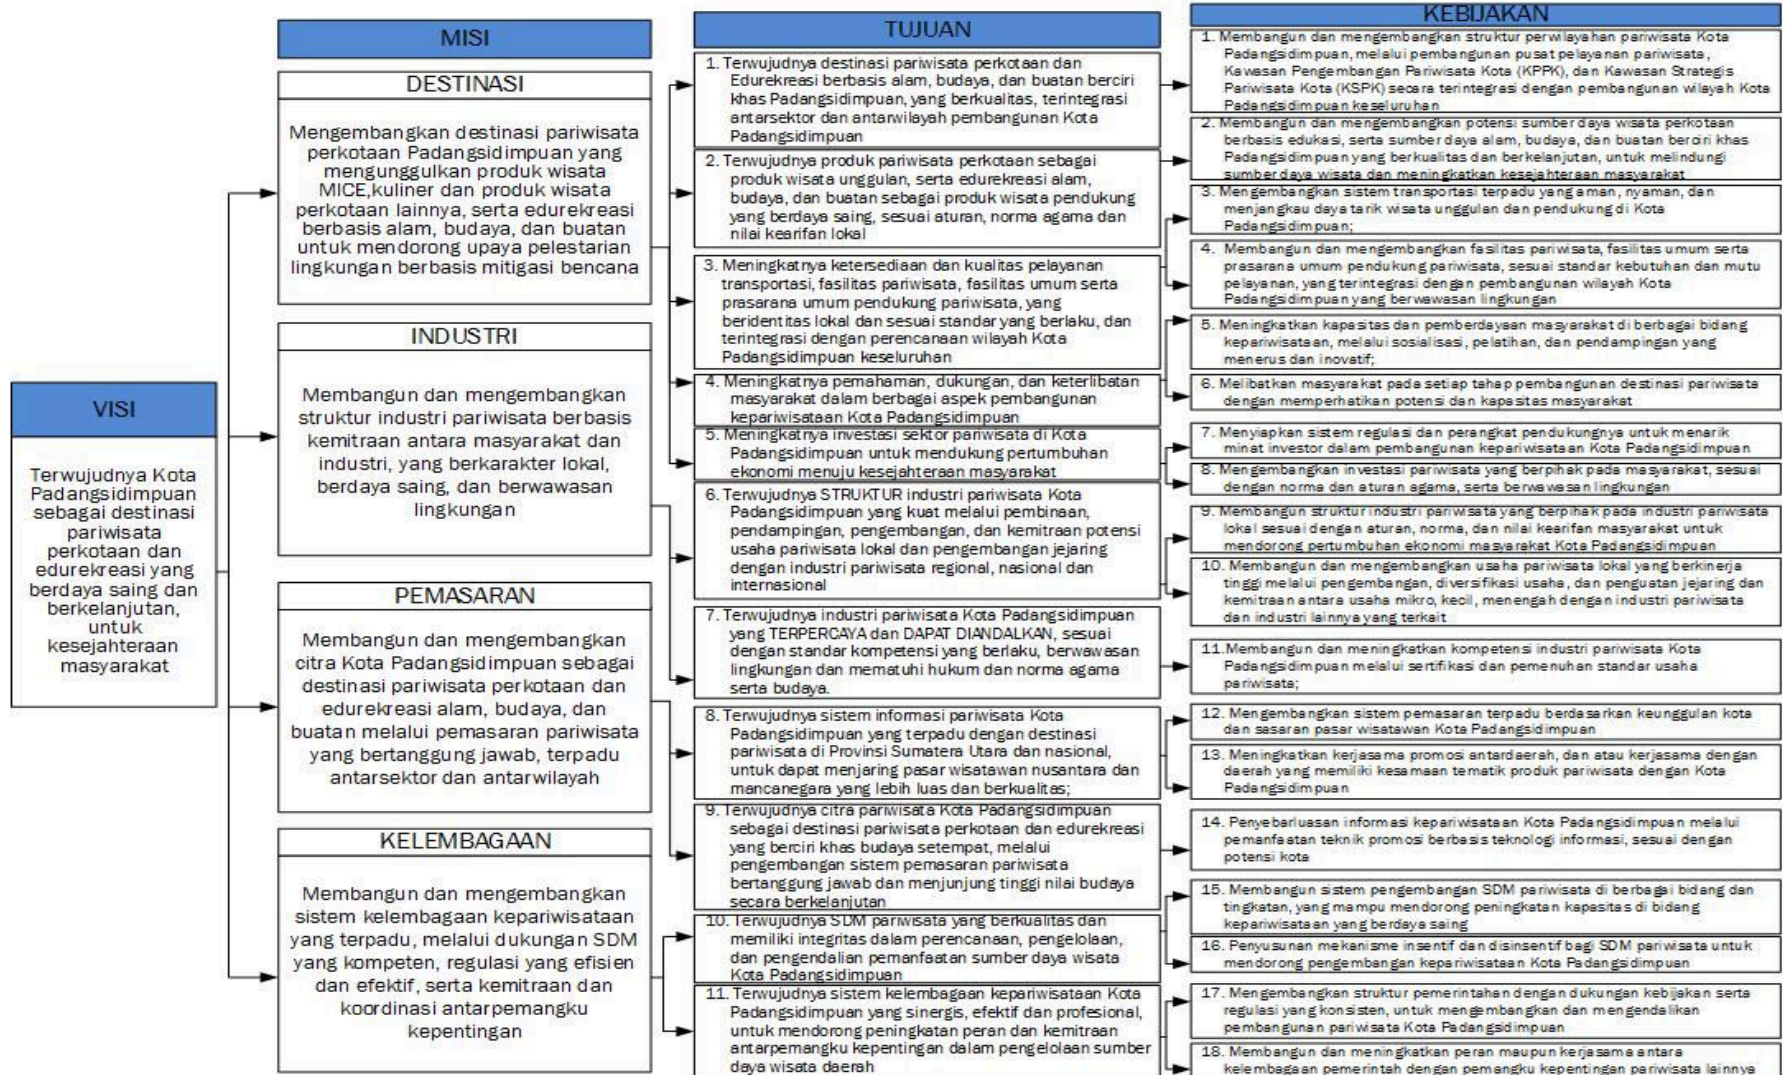 VISI
Terwujudnya Kota
Padangsidimpuan
sebagai destinasi
pariwisata
perkotaan dan
edurekreasi yang
berdaya saing dan
berkelanjutan,
untuk
kesejahteraan
masyarakat
MISI
DESTINASI
Mengembangkan destinasi pariwisata
perkotaan Padangsidimpuan yang
mengunggulkan produk wisata
MICE,kuliner dan produk wisata
perkotaan lainnya, serta edurekreasi
berbasis alam, budaya, dan buatan
untuk mendorong upaya pelestarian
lingkungan berbasis mitigasi bencana
INDUSTRI
Membangun dan mengembangkan
struktur industri pariwisata berbasis
kemitraan antara masyarakat dan
industri, yang berkarakter lokal,
berdaya saing, dan berwawasan
lingkungan
PEMASARAN
Membangun dan mengembangkan
citra Kota Padangsidimpuan sebagai
destinasi pariwisata perkotaan dan
edurekreasi alam, budaya, dan
buatan melalui pemasaran pariwisata
yang bertanggung jawab, terpadu
antarsektor dan antarwilayah
KELEMBAGAAN
Membangun dan mengembangkan
sistem kelembagaan kepariwisataan
yang terpadu, melalui dukungan SDM
yang kompeten, regulasi yang efisien
dan efektif, serta kemitraan dan
koordinasi antarpemangku
kepentingan
TUJUAN
1. Terwujudnya destinasi pariwisata perkotaan dan
Edurekreasi berbasis alam, budaya, dan buatan berciri
khas Padangsidimpuan, yang berkualitas, terintegrasi
antarsektor dan antarwilayah pembangunan Kota
Padangsidimpuan
2. Terwujudnya produk pariwisata perkotaan sebagai
produk wisata unggulan, serta edurekreasi alam,
budaya, dan buatan sebagai produk wisata pendukung
yang berdaya saing, sesuai aturan, norma agama dan
nilai kearifan lokal
3. Meningkatnya ketersediaan dan kualitas pelayanan
transportasi, fasilitas pariwisata, fasilitas umum serta
prasarana umum pendukung pariwisata, yang
beridentitas lokal dan sesuai standar yang berlaku, dan
terintegrasi dengan perencanaan wilayah Kota
Padangsidimpuan keseluruhan
4. Meningkatnya pemahaman, dukungan, dan keterlibatan
masyarakat dalam berbagai aspek pembangunan
kepariwisataan Kota Padangsidimpuan
5. Meningkatnya investasi sektor pariwisata di Kota
Padangsidimpuan untuk mendukung pertumbuhan
ekonomi menuju kesejahteraan masyarakat
6. Terwujudnya STRUKTUR industri pariwisata Kota
Padangsidimpuan yang kuat melalui pembinaan,
pendampingan, pengembangan, dan kemitraan potensi
usaha pariwisata lokal dan pengembangan jejaring
dengan industri pariwisata regional, nasional dan
internasional
7. Terwujudnya industri pariwisata Kota Padangsidimpuan
yang TERPERCAYA dan DAPAT DIANDALKAN, sesuai
dengan standar kompetensi yang berlaku, berwawasan
lingkungan dan mematuhi hukum dan norma agama
serta budaya.
8. Terwujudnya sistem informasi pariwisata Kota
Padangsidimpuan yang terpadu dengan destinasi
pariwisata di Provinsi Sumatera Utara dan nasional,
untuk dapat menjaring pasar wisatawan nusantara dan
mancanegara yang lebih luas dan berkualitas;
9. Terwujudnya citra pariwisata Kota Padangsidimpuan
sebagai destinasi pariwisata perkotaan dan edurekreasi
yang berciri khas budaya setempat, melalui
pengembangan sistem pemasaran pariwisata
bertanggung jawab dan menjunjung tinggi nilai budaya
secara berkelanjutan
10. Terwujudnya SDM pariwisata yang berkualitas dan
memiliki integritas dalam perencanaan, pengelolaan,
dan pengendalian pemanfaatan sumber daya wisata
Kota Padangsidimpuan
11. Terwujudnya sistem kelembagaan kepariwisataan Kota
Padangsidimpuan yang sinergis, efektif dan profesional,
untuk mendorong peningkatan peran dan kemitraan
antarpemangku kepentingan dalam pengelolaan sumber
daya wisata daerah
KEBIJAKAN
1. Membangun dan mengembangkan struktur perwilayahan pariwisata Kota
Padangsidimpuan, melalui pembangunan pusat pelayanan pariwisata,
Kawasan Pengembangan Pariwisata Kota (KPPK), dan Kawasan Strategis
Pariwisata Kota (KSPK) secara terintegrasi dengan pembangunan wilayah Kota
Padangsidimpuan keseluruhan
2. Membangun dan mengembangkan potensi sumber daya wisata perkotaan
berbasis edukasi, serta sumber daya alam, budaya, dan buatan berciri khas
Padangsidimpuan yang berkualitas dan berkelanjutan, untuk melindungi
sumber daya wisata dan meningkatkan kesejahteraan masyarakat
3. Mengembangkan sistem transportasi terpadu yang aman, nyaman, dan
menjangkau daya tarik wisata unggulan dan pendukung di Kota
Padangsidimpuan;
4. Membangun dan mengembangkan fasilitas pariwisata, fasilitas umum serta
prasarana umum pendukung pariwisata, sesuai standar kebutuhan dan mutu
pelayanan, yang terintegrasi dengan pembangunan wilayah Kota
Padangsidimpuan yang berwawasan lingkungan
5. Meningkatkan kapasitas dan pemberdayaan masyarakat di berbagai bidang
kepariwisataan, melalui sosialisasi, pelatihan, dan pendampingan yang
menerus dan inovatif;
6. Melibatkan masyarakat pada setiap tahap pembangunan destinasi pariwisata
dengan memperhatikan potensi dan kapasitas masyarakat
7. Menyiapkan sistem regulasi dan perangkat pendukungnya untuk menarik
minat investor dalam pembangunan kepariwisataan Kota Padangsidimpuan
8. Mengembangkan investasi pariwisata yang berpihak pada masyarakat, sesuai
dengan norma dan aturan agama, serta berwawasan lingkungan
9. Membangun struktur industri pariwisata yang berpihak pada industri pariwisata
lokal sesuai dengan aturan, norma, dan nilai kearifan masyarakat untuk
mendorong pertumbuhan ekonomi masyarakat Kota Padangsidimpuan
10. Membangun dan mengembangkan usaha pariwisata lokal yang berkinerja
tinggi melalui pengembangan, diversifikasi usaha, dan penguatan jejaring dan
kemitraan antara usaha mikro, kecil, menengah dengan industri pariwisata
dan industri lainnya yang terkait
11.Membangun dan meningkatkan kompetensi industri pariwisata Kota
Padangsidimpuan melalui sertifikasi dan pemenuhan standar usaha
pariwisata;
12. Mengembangkan sistem pemasaran terpadu berdasarkan keunggulan kota
dan sasaran pasar wisatawan Kota Padangsidimpuan
13. Meningkatkan kerjasama promosi antardaerah, dan atau kerjasama dengan
daerah yang memiliki kesamaan tematik produk pariwisata dengan Kota
Padangsidimpuan
14. Penyebarluasan informasi kepariwisataan Kota Padangsidimpuan melalui
pemanfaatan teknik promosi berbasis teknologi informasi, sesuai dengan
potensi kota
15. Membangun sistem pengembangan SDM pariwisata di berbagai bidang dan
tingkatan, yang mampu mendorong peningkatan kapasitas di bidang
kepariwisataan yang berdaya saing
16. Penyusunan mekanisme insentif dan disinsentif bagi SDM pariwisata untuk
mendorong pengembangan kepariwisataan Kota Padangsidimpuan
17. Mengembangkan struktur pemerintahan dengan dukungan kebijakan serta
regulasi yang konsisten, untuk mengembangkan dan mengendalikan
pembangunan pariwisata Kota Padangsidimpuan
18. Membangun dan meningkatkan peran maupun kerjasama antara
kelembagaan pemerintah dengan pemangku kepentingan pariwisata lainnya